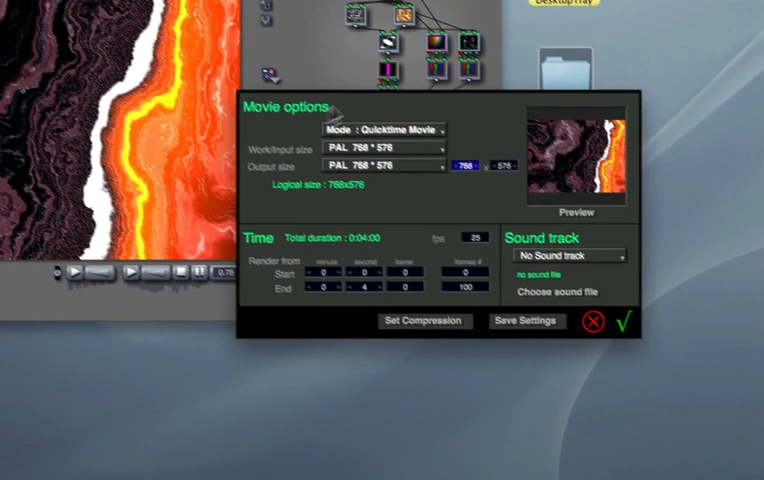 DesktopTray
Movie options
Mode : Quicktime Movie
Work/Input size PAL 768 * 576
Output size PAL 768 * 576 768 x 576
Logical size : 768x576
Preview
Time Total duration : 0:04:00 fps 25
Sound track
No Sound track
Render from minute second frame frames #
Start 0 0 0 0
no sound file
End 0 4 0 100
Choose sound file
Set Compression Save Settings
0.78